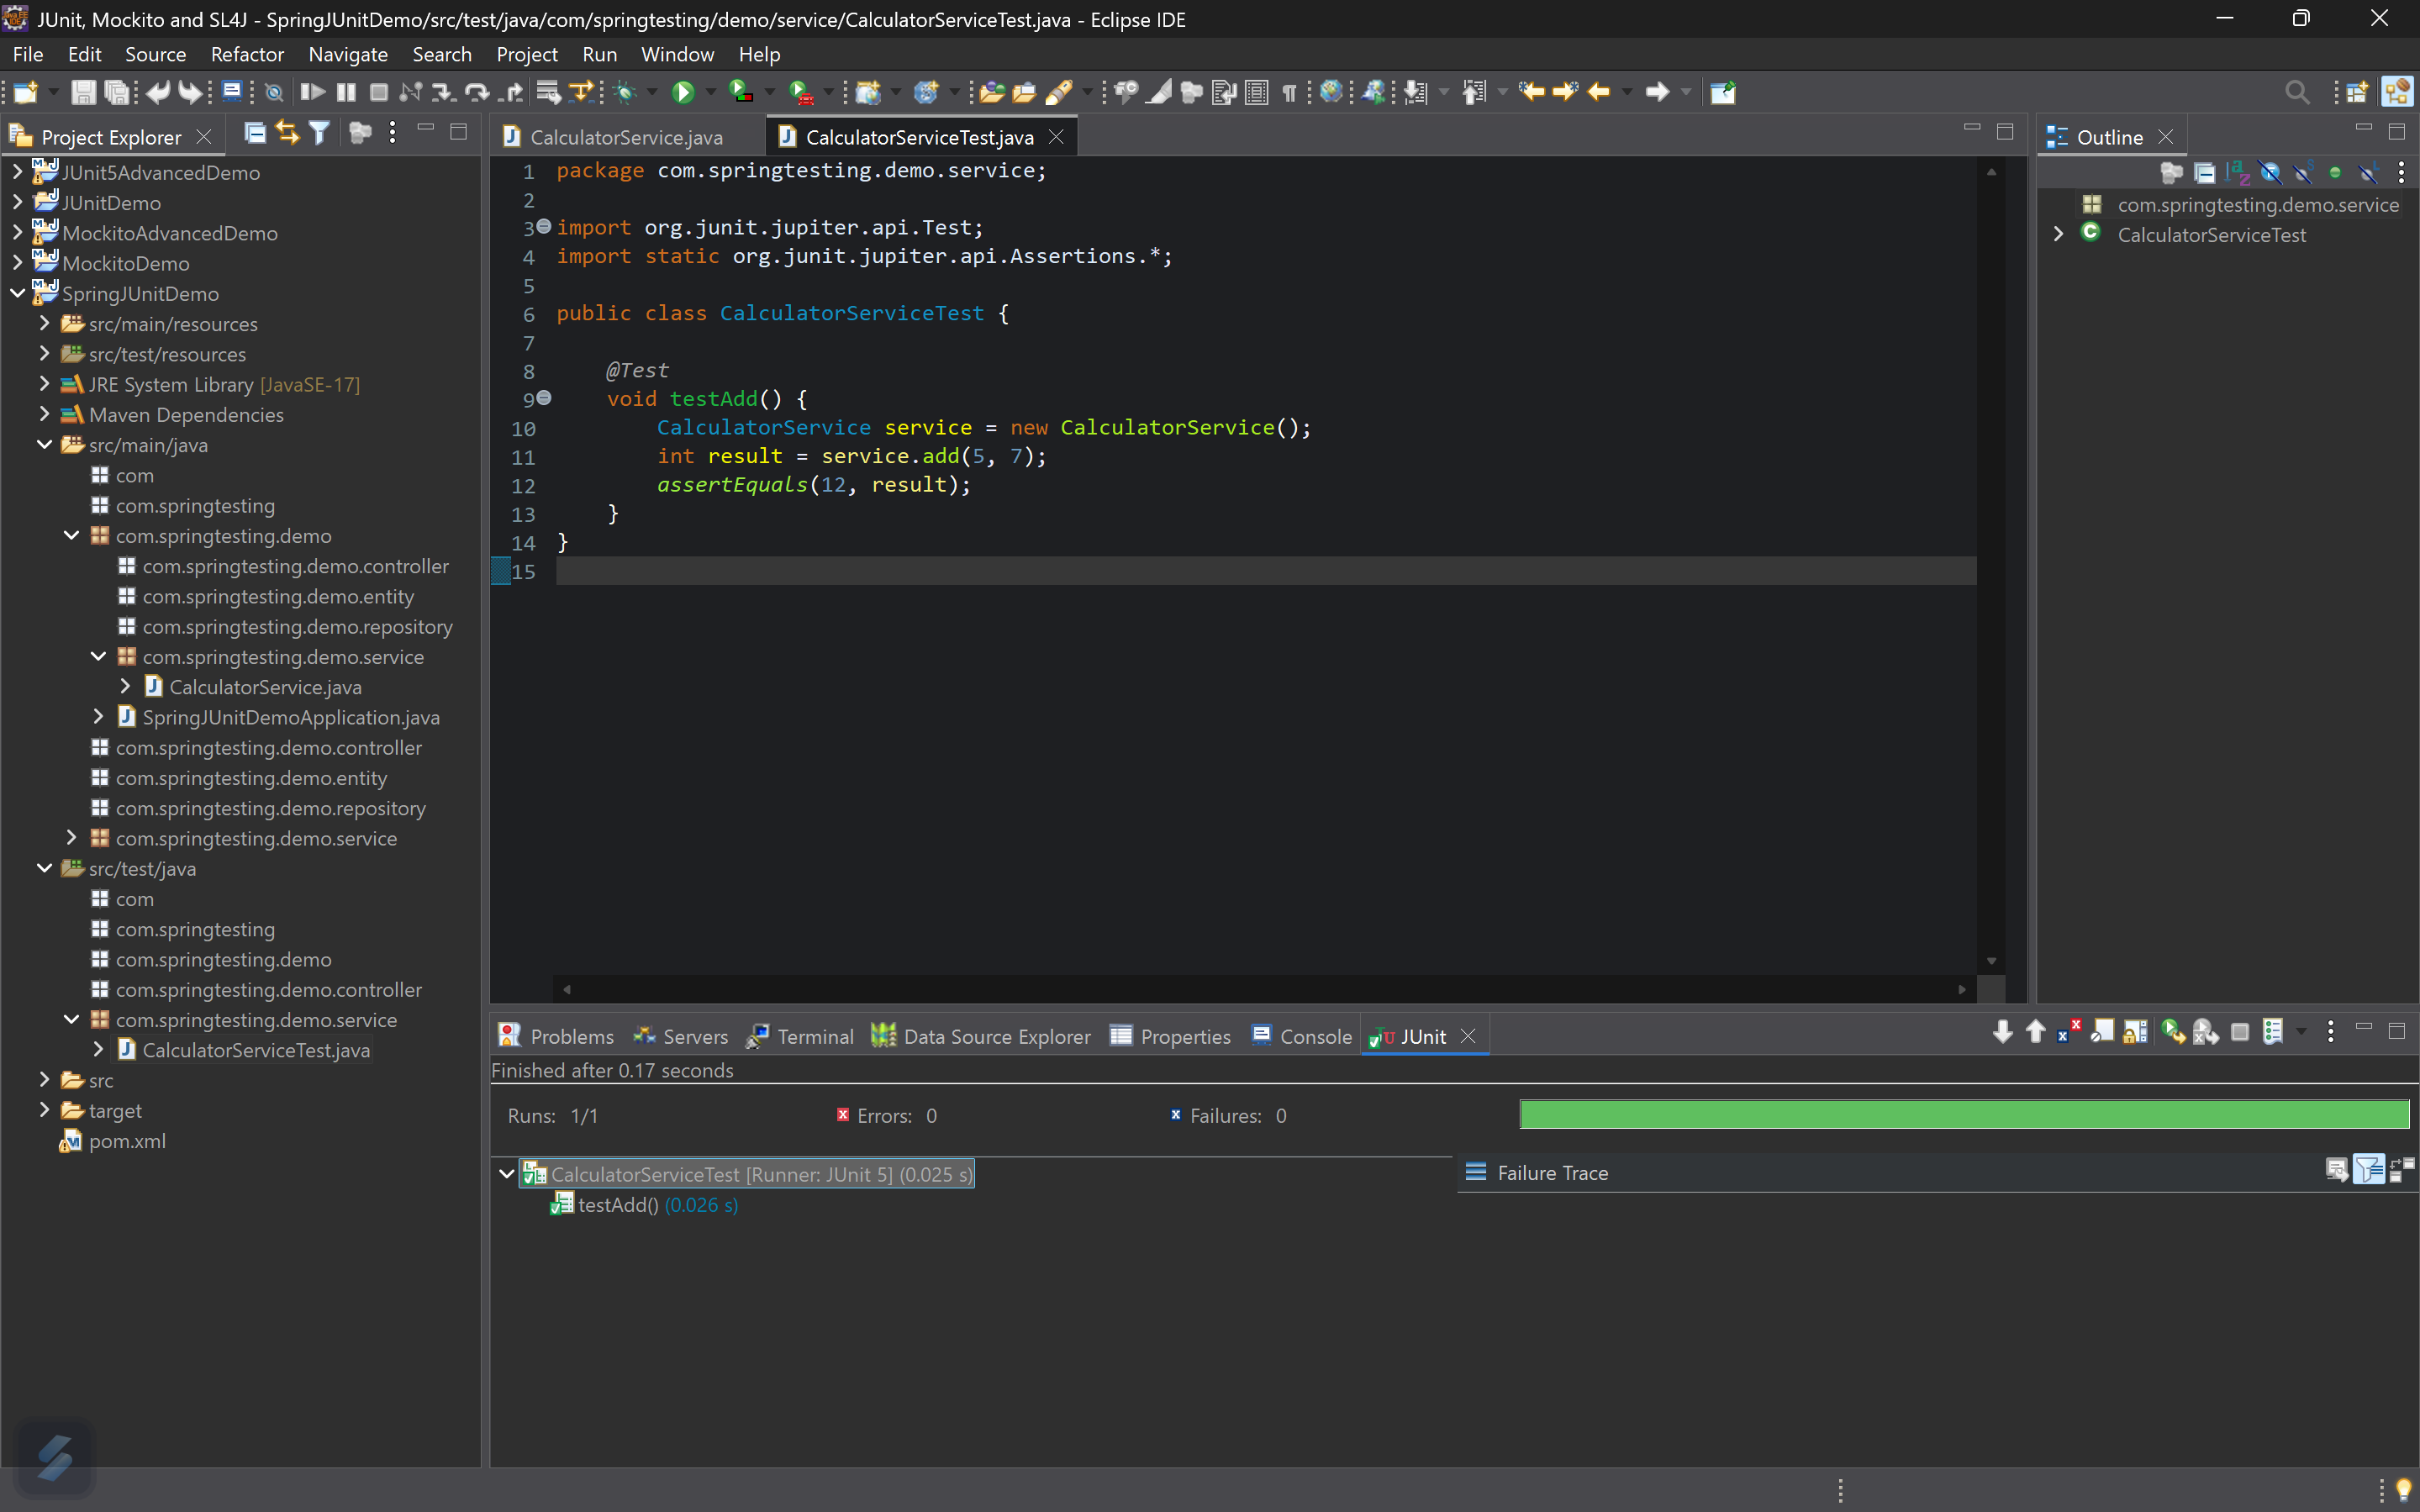 JUnit, Mockito and SL4J - SpringJUnitDemo/src/test/java/com/springtesting/demo/service/CalculatorServiceTest.java - Eclipse IDE
File Edit Source Refactor Navigate Search Project Run Window Help
Project Explorer
JUnit5AdvancedDemo
JUnitDemo
MockitoAdvancedDemo
MockitoDemo
SpringJUnitDemo
src/main/resources
src/test/resources
JRE System Library [JavaSE-17]
Maven Dependencies
src/main/java
com
com.springtesting
com.springtesting.demo
com.springtesting.demo.controller
com.springtesting.demo.entity
com.springtesting.demo.repository
com.springtesting.demo.service
CalculatorService.java
SpringJUnitDemoApplication.java
com.springtesting.demo.controller
com.springtesting.demo.entity
com.springtesting.demo.repository
com.springtesting.demo.service
src/test/java
com
com.springtesting
com.springtesting.demo
com.springtesting.demo.controller
com.springtesting.demo.service
CalculatorServiceTest.java
src
target
pom.xml
CalculatorService.java CalculatorServiceTest.java
1 package com.springtesting.demo.service;
2
3 import org.junit.jupiter.api.Test;
4 import static org.junit.jupiter.api.Assertions.*;
5
6 public class CalculatorServiceTest {
7
8 @Test
9 void testAdd() {
10 CalculatorService service = new CalculatorService();
11 int result = service.add(5, 7);
12 assertEquals(12, result);
13 }
14 }
15
Outline
com.springtesting.demo.service
CalculatorServiceTest
Problems Servers Terminal Data Source Explorer Properties Console JUnit
Finished after 0.17 seconds
Runs: 1/1 Errors: 0 Failures: 0
CalculatorServiceTest [Runner: JUnit 5] (0.025 s)
testAdd() (0.026 s)
Failure Trace